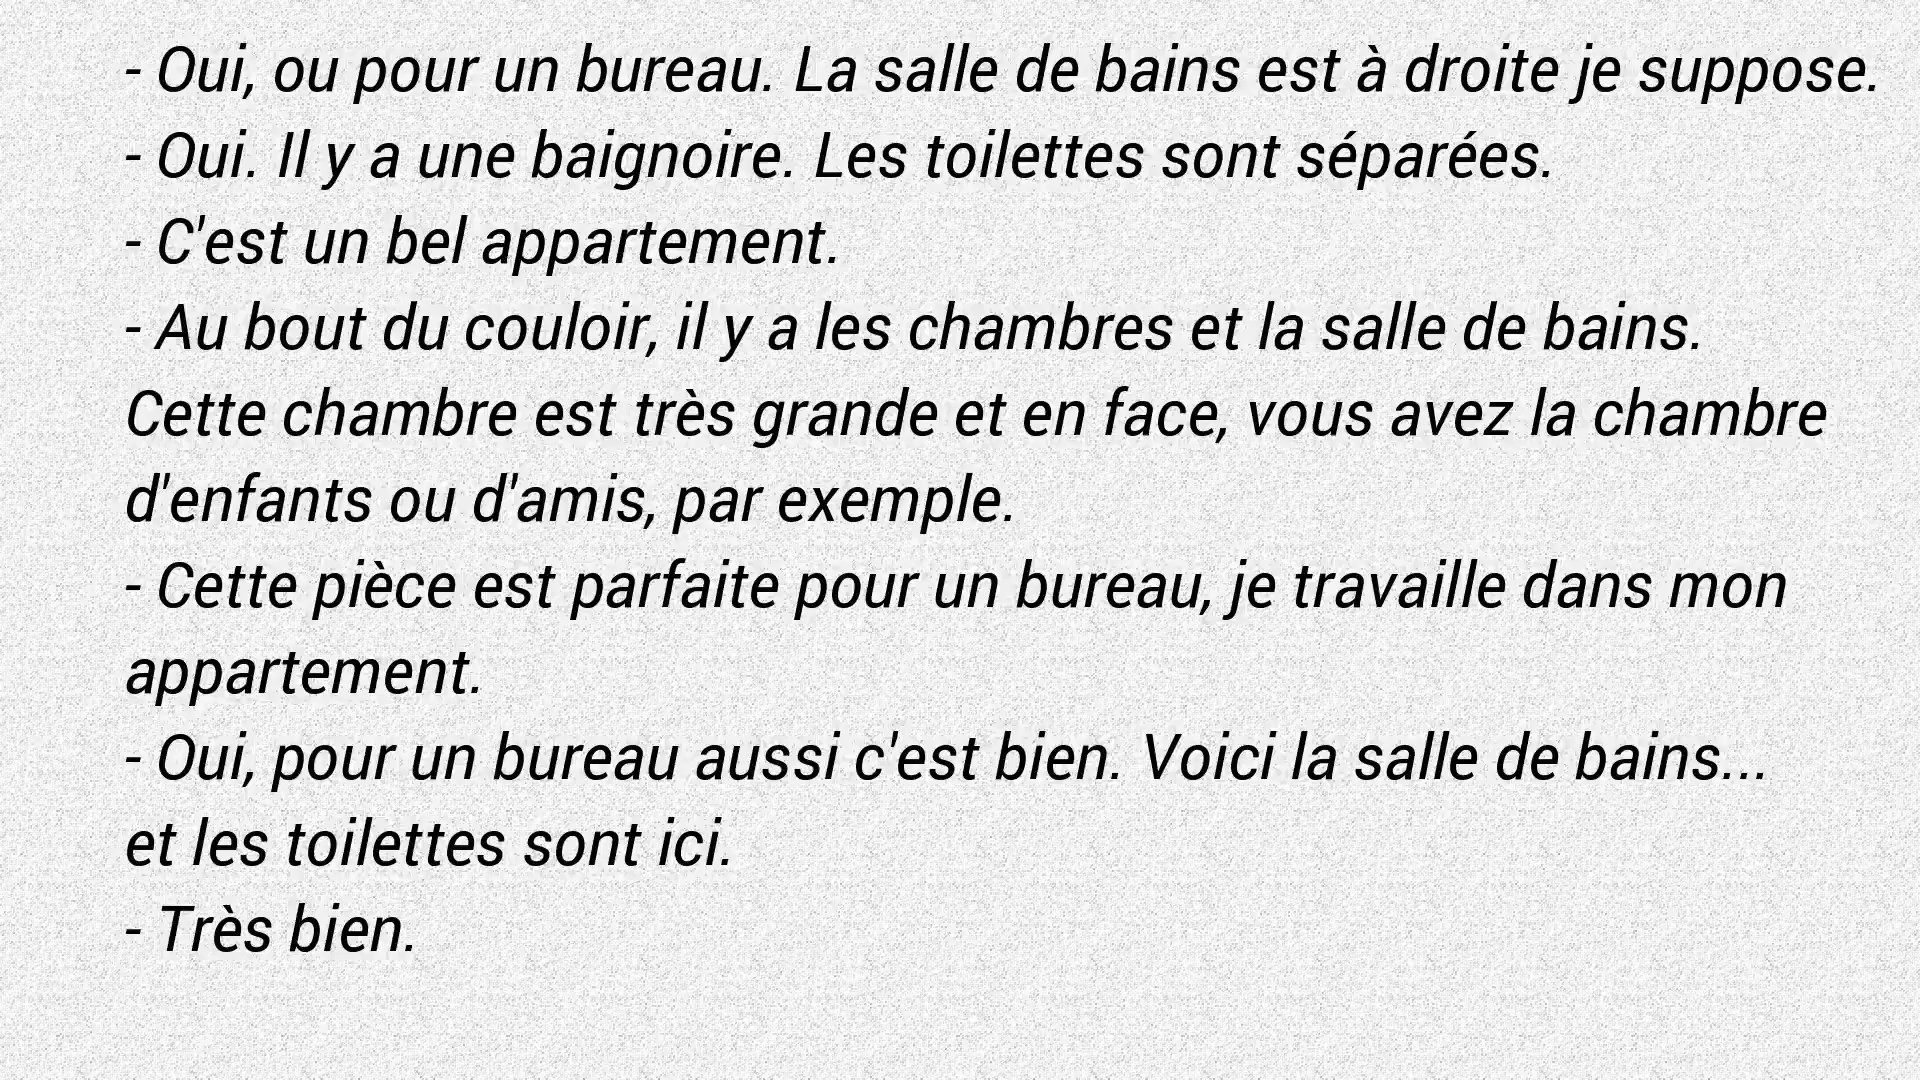 - Oui, ou pour un bureau. La salle de bains est à droite je suppose.
- Oui. Il y a une baignoire. Les toilettes sont séparées.
- C'est un bel appartement.
- Au bout du couloir, il y a les chambres et la salle de bains.
Cette chambre est très grande et en face, vous avez la chambre
d'enfants ou d'amis, par exemple.
- Cette pièce est parfaite pour un bureau, je travaille dans mon
appartement.
- Oui, pour un bureau aussi c'est bien. Voici la salle de bains...
et les toilettes sont ici.
- Très bien.